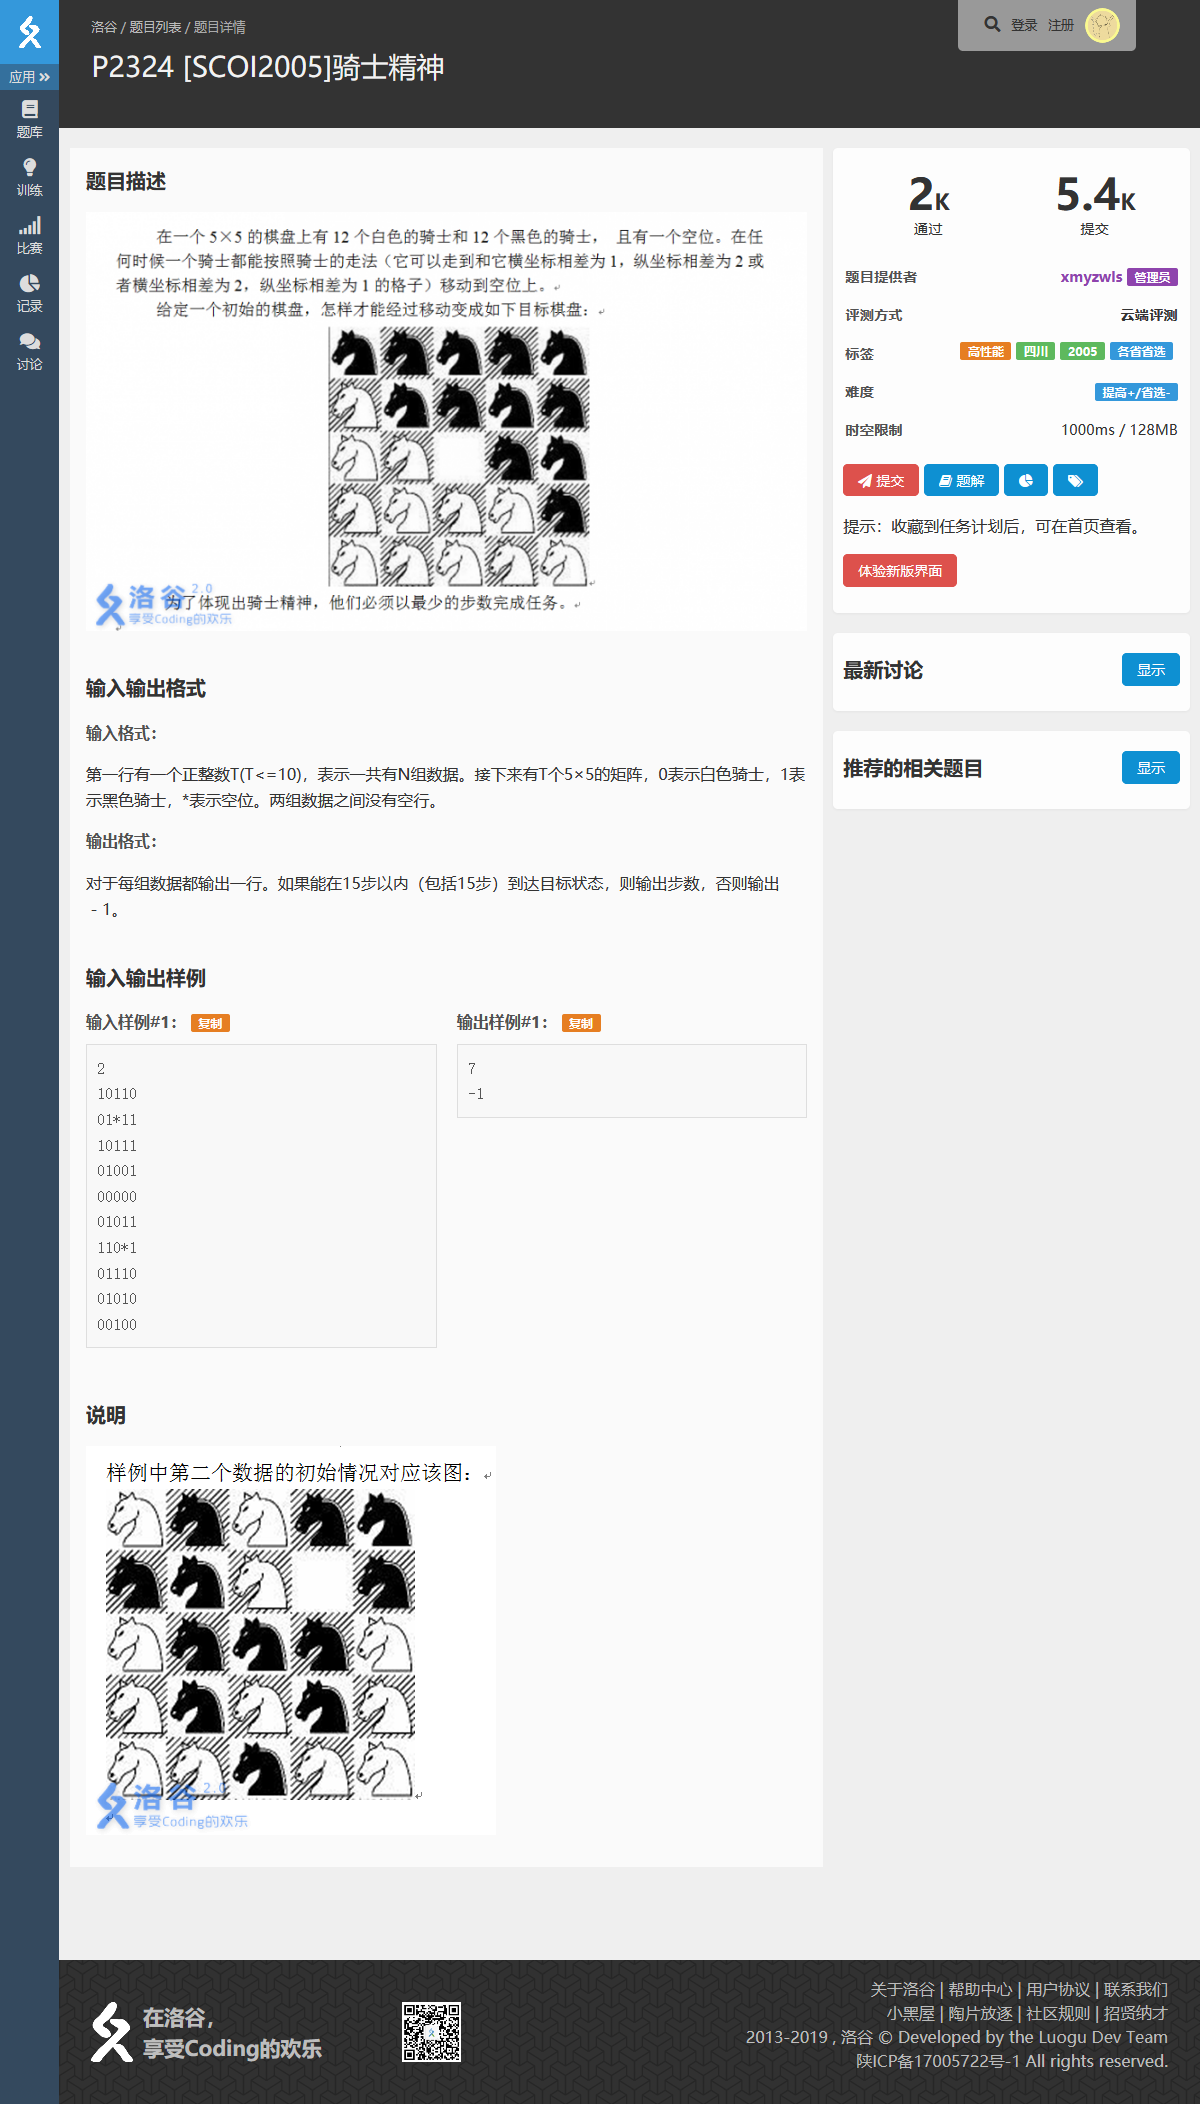 洛谷 / 题目列表 / 题目详情
登录 注册
P2324 [SCOI2005]骑士精神
应用
题库
训练
比赛
记录
讨论
题目描述
在一个 5×5 的棋盘上有 12 个白色的骑士和 12 个黑色的骑士， 且有一个空位。在任
何时候一个骑士都能按照骑士的走法（它可以走到和它横坐标相差为 1，纵坐标相差为 2 或
者横坐标相差为 2，纵坐标相差为 1 的格子）移动到空位上。
给定一个初始的棋盘，怎样才能经过移动变成如下目标棋盘：
为了体现出骑士精神，他们必须以最少的步数完成任务。
洛谷 2.0
享受Coding的欢乐
输入输出格式
输入格式：
第一行有一个正整数T(T<=10)，表示一共有N组数据。接下来有T个5×5的矩阵，0表示白色骑士，1表
示黑色骑士，*表示空位。两组数据之间没有空行。
输出格式：
对于每组数据都输出一行。如果能在15步以内（包括15步）到达目标状态，则输出步数，否则输出
－1。
输入输出样例
输入样例#1： 复制
2
10110
01*11
10111
01001
00000
01011
110*1
01110
01010
00100
输出样例#1： 复制
7
-1
说明
样例中第二个数据的初始情况对应该图：
洛谷 2.0
享受Coding的欢乐
2K
通过
5.4K
提交
题目提供者 xmyzwls 管理员
评测方式 云端评测
标签 高性能 四川 2005 各省省选
难度 提高+/省选-
时空限制 1000ms / 128MB
提交 题解
提示：收藏到任务计划后，可在首页查看。
体验新版界面
最新讨论 显示
推荐的相关题目 显示
在洛谷，
享受Coding的欢乐
关于洛谷 | 帮助中心 | 用户协议 | 联系我们
小黑屋 | 陶片放逐 | 社区规则 | 招贤纳才
2013-2019 , 洛谷 © Developed by the Luogu Dev Team
陕ICP备17005722号-1 All rights reserved.